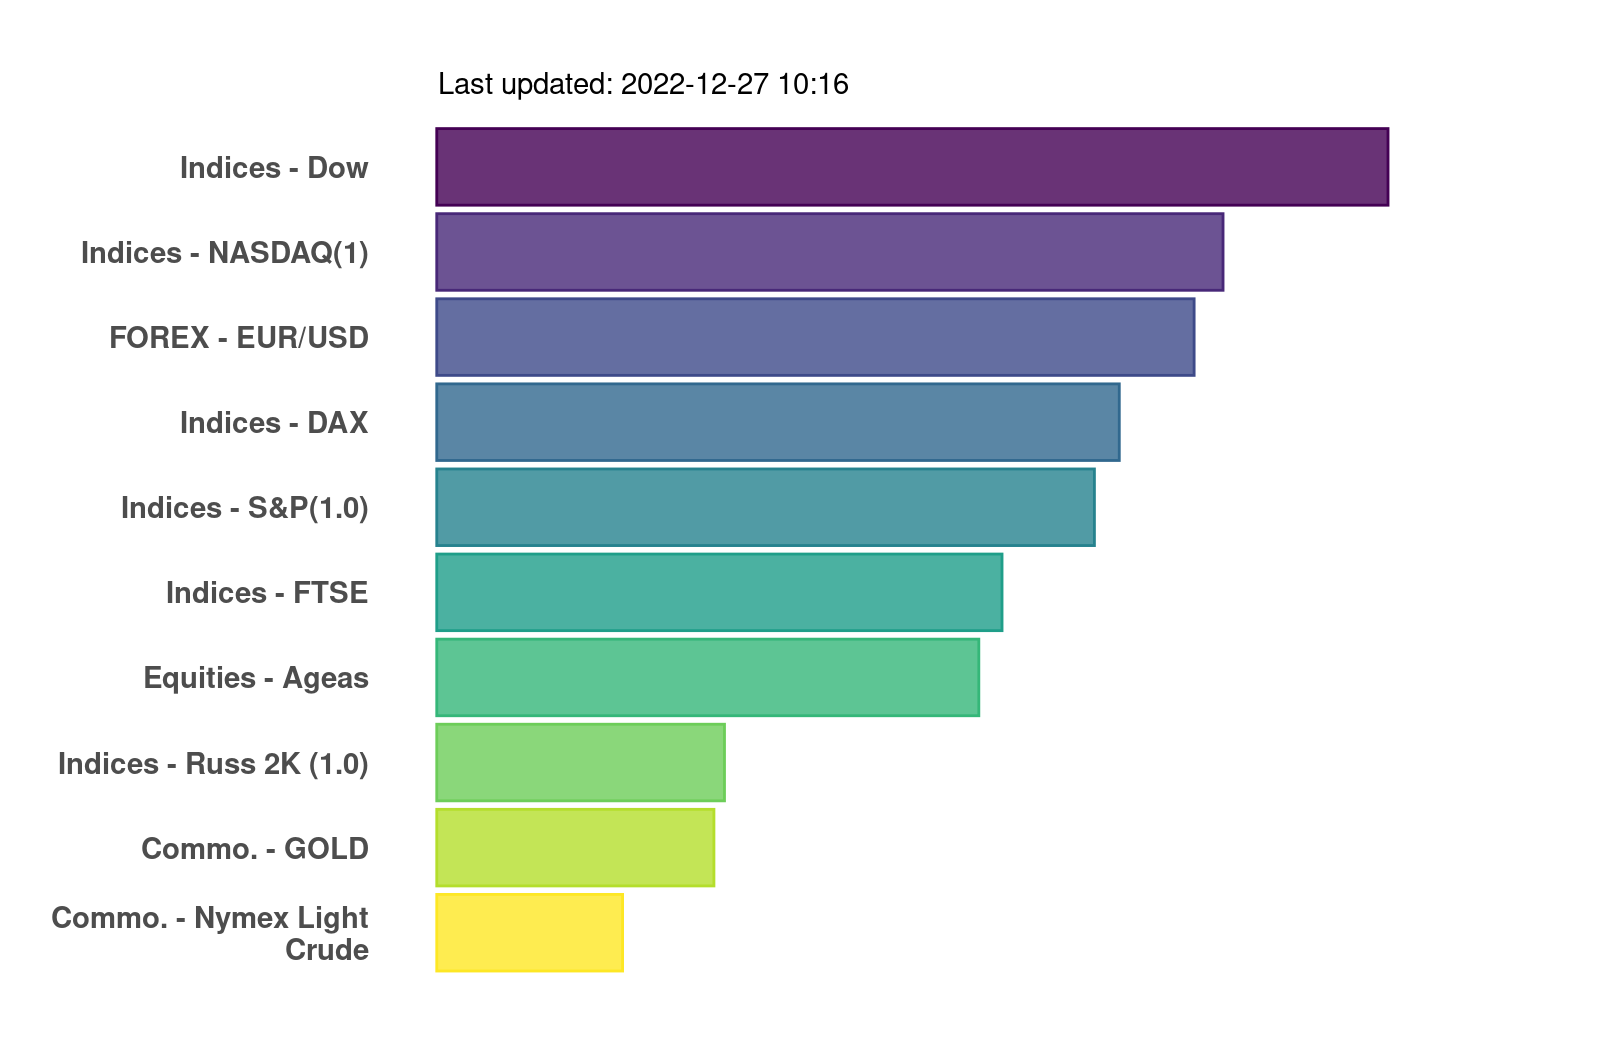 Last updated: 2022-12-27 10:16
Indices - Dow
Indices - NASDAQ(1)
FOREX - EUR/USD
Indices - DAX
Indices - S&P(1.0)
Indices - FTSE
Equities - Ageas
Indices - Russ 2K (1.0)
Commo. - GOLD
Commo. - Nymex Light
Crude